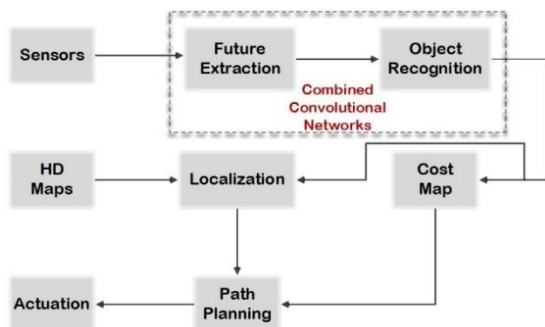 Sensors
Future
Extraction
Object
Recognition
Combined
Convolutional
Networks
HD
Maps
Localization
Cost
Map
Actuation
Path
Planning